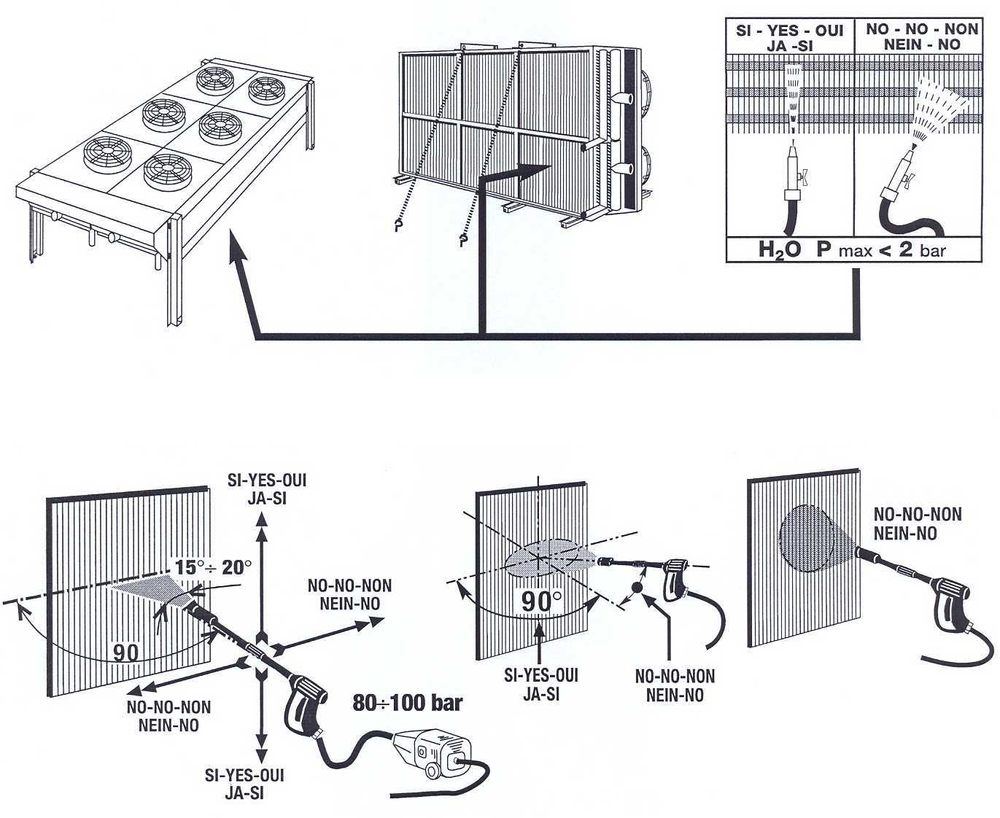 SI - YES - OUI
JA -SI
NO - NO - NON
NEIN - NO
H₂O P max < 2 bar
SI-YES-OUI
JA-SI
15°÷ 20°
NO-NO-NON
NEIN-NO
90
NO-NO-NON
NEIN-NO
80÷100 bar
SI-YES-OUI
JA-SI
90°
SI-YES-OUI
JA-SI
NO-NO-NON
NEIN-NO
NO-NO-NON
NEIN-NO